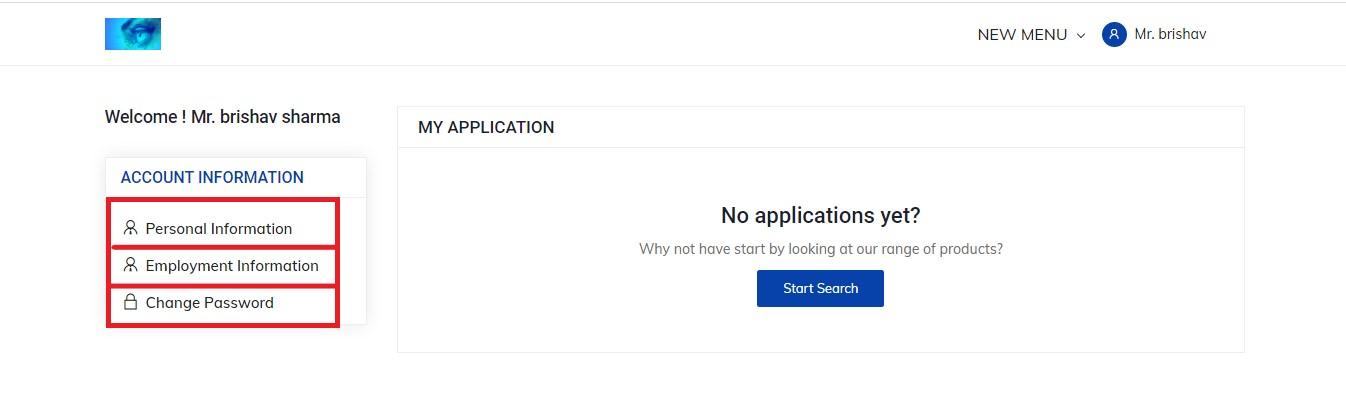 NEW MENU
Mr. brishav
Welcome ! Mr. brishav sharma
ACCOUNT INFORMATION
Personal Information
Employment Information
Change Password
MY APPLICATION
No applications yet?
Why not have start by looking at our range of products?
Start Search